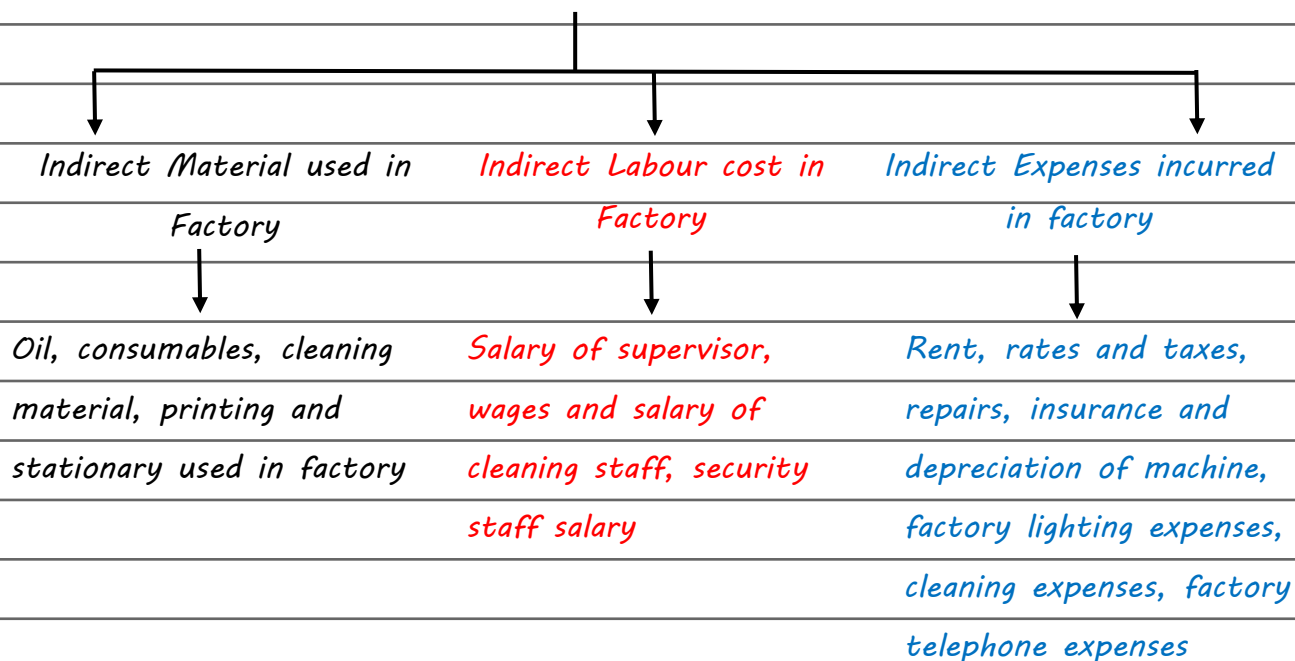 Indirect Material used in
Factory
Indirect Labour cost in
Factory
Indirect Expenses incurred
in factory
Oil, consumables, cleaning
material, printing and
stationary used in factory
Salary of supervisor,
wages and salary of
cleaning staff, security
staff salary
Rent, rates and taxes,
repairs, insurance and
depreciation of machine,
factory lighting expenses,
cleaning expenses, factory
telephone expenses